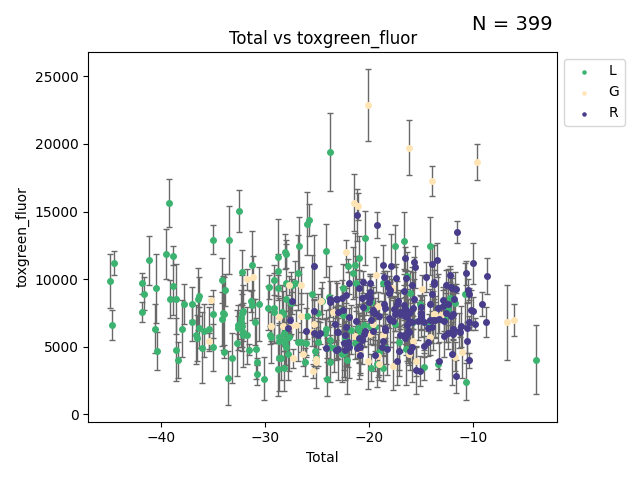 N = 399
Total vs toxgreen_fluor
L
G
R
25000
20000
15000
10000
5000
0
toxgreen_fluor
−40
−30
−20
−10
Total